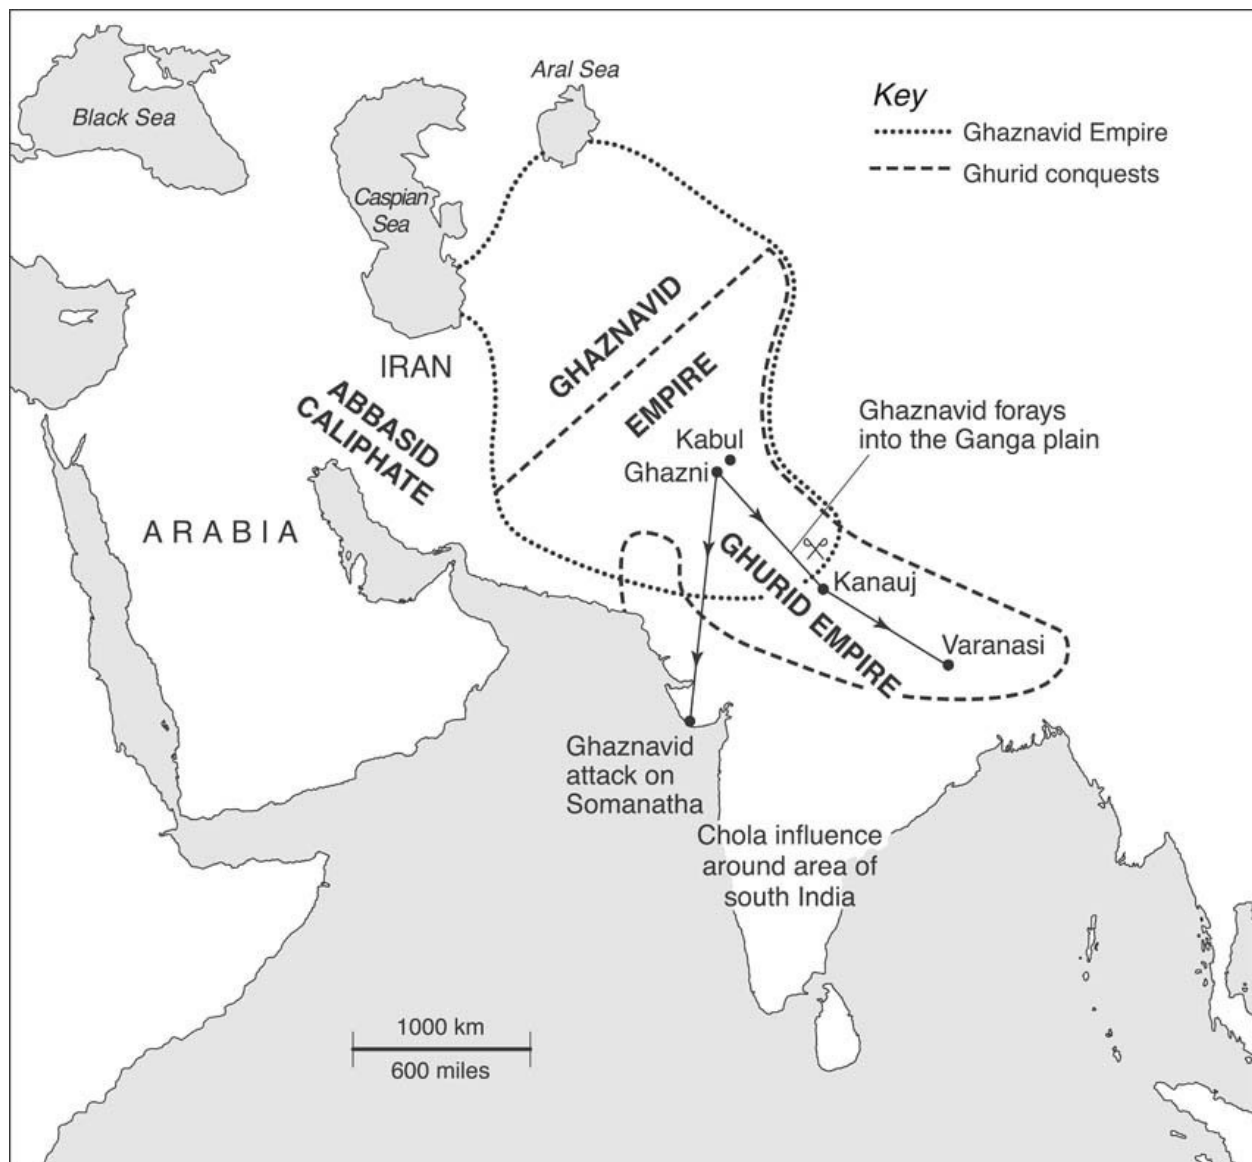 Aral Sea
Key
Black Sea
Ghaznavid Empire
Ghurid conquests
Caspian
Sea
GHAZNAVID
EMPIRE
IRAN
ABBASID
CALIPHATE
Ghaznavid forays
into the Ganga plain
Kabul
Ghazni
ARABIA
GHURID EMPIRE
Kanauj
Varanasi
Ghaznavid
attack on
Somanatha
Chola influence
around area of
south India
1000 km
600 miles